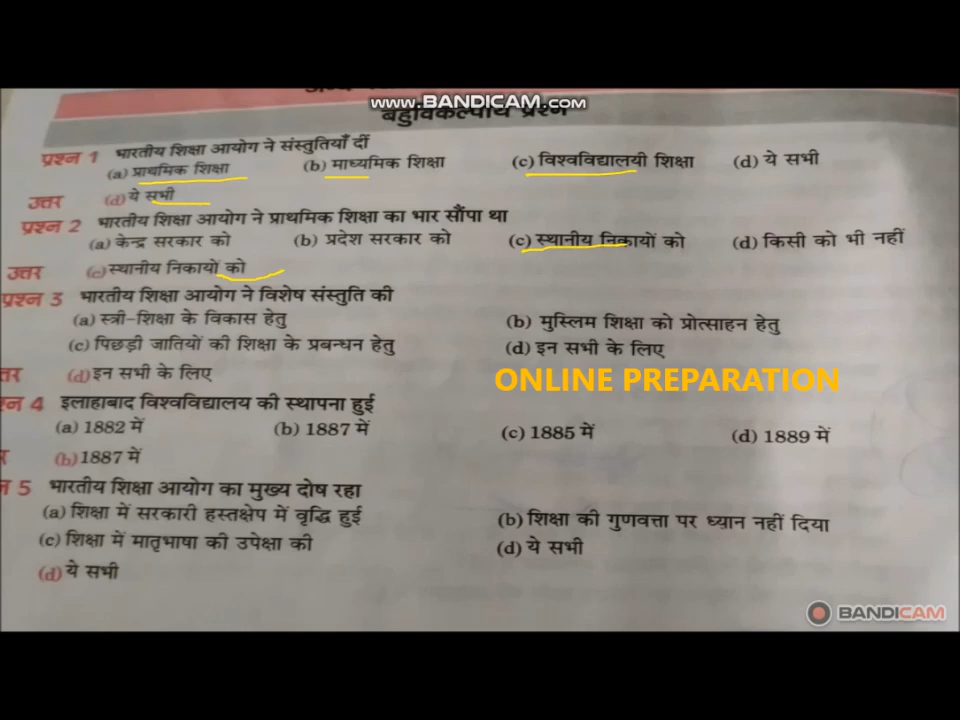 www.BANDICAM.com
बहुविकल्पीय प्रश्न
प्रश्न 1 भारतीय शिक्षा आयोग ने संस्तुतियाँ दीं
(a) प्राथमिक शिक्षा (b) माध्यमिक शिक्षा (c) विश्वविद्यालयी शिक्षा (d) ये सभी
उत्तर (d) ये सभी
प्रश्न 2 भारतीय शिक्षा आयोग ने प्राथमिक शिक्षा का भार सौंपा था
(a) केन्द्र सरकार को (b) प्रदेश सरकार को (c) स्थानीय निकायों को (d) किसी को भी नहीं
उत्तर (c) स्थानीय निकायों को
प्रश्न 3 भारतीय शिक्षा आयोग ने विशेष संस्तुति की
(a) स्त्री-शिक्षा के विकास हेतु (b) मुस्लिम शिक्षा को प्रोत्साहन हेतु
(c) पिछड़ी जातियों की शिक्षा के प्रबन्धन हेतु (d) इन सभी के लिए
त्तर (d) इन सभी के लिए
ONLINE PREPARATION
न 4 इलाहाबाद विश्वविद्यालय की स्थापना हुई
(a) 1882 में (b) 1887 में (c) 1885 में (d) 1889 में
र (b) 1887 में
न 5 भारतीय शिक्षा आयोग का मुख्य दोष रहा
(a) शिक्षा में सरकारी हस्तक्षेप में वृद्धि हुई (b) शिक्षा की गुणवत्ता पर ध्यान नहीं दिया
(c) शिक्षा में मातृभाषा की उपेक्षा की (d) ये सभी
(d) ये सभी
BANDICAM